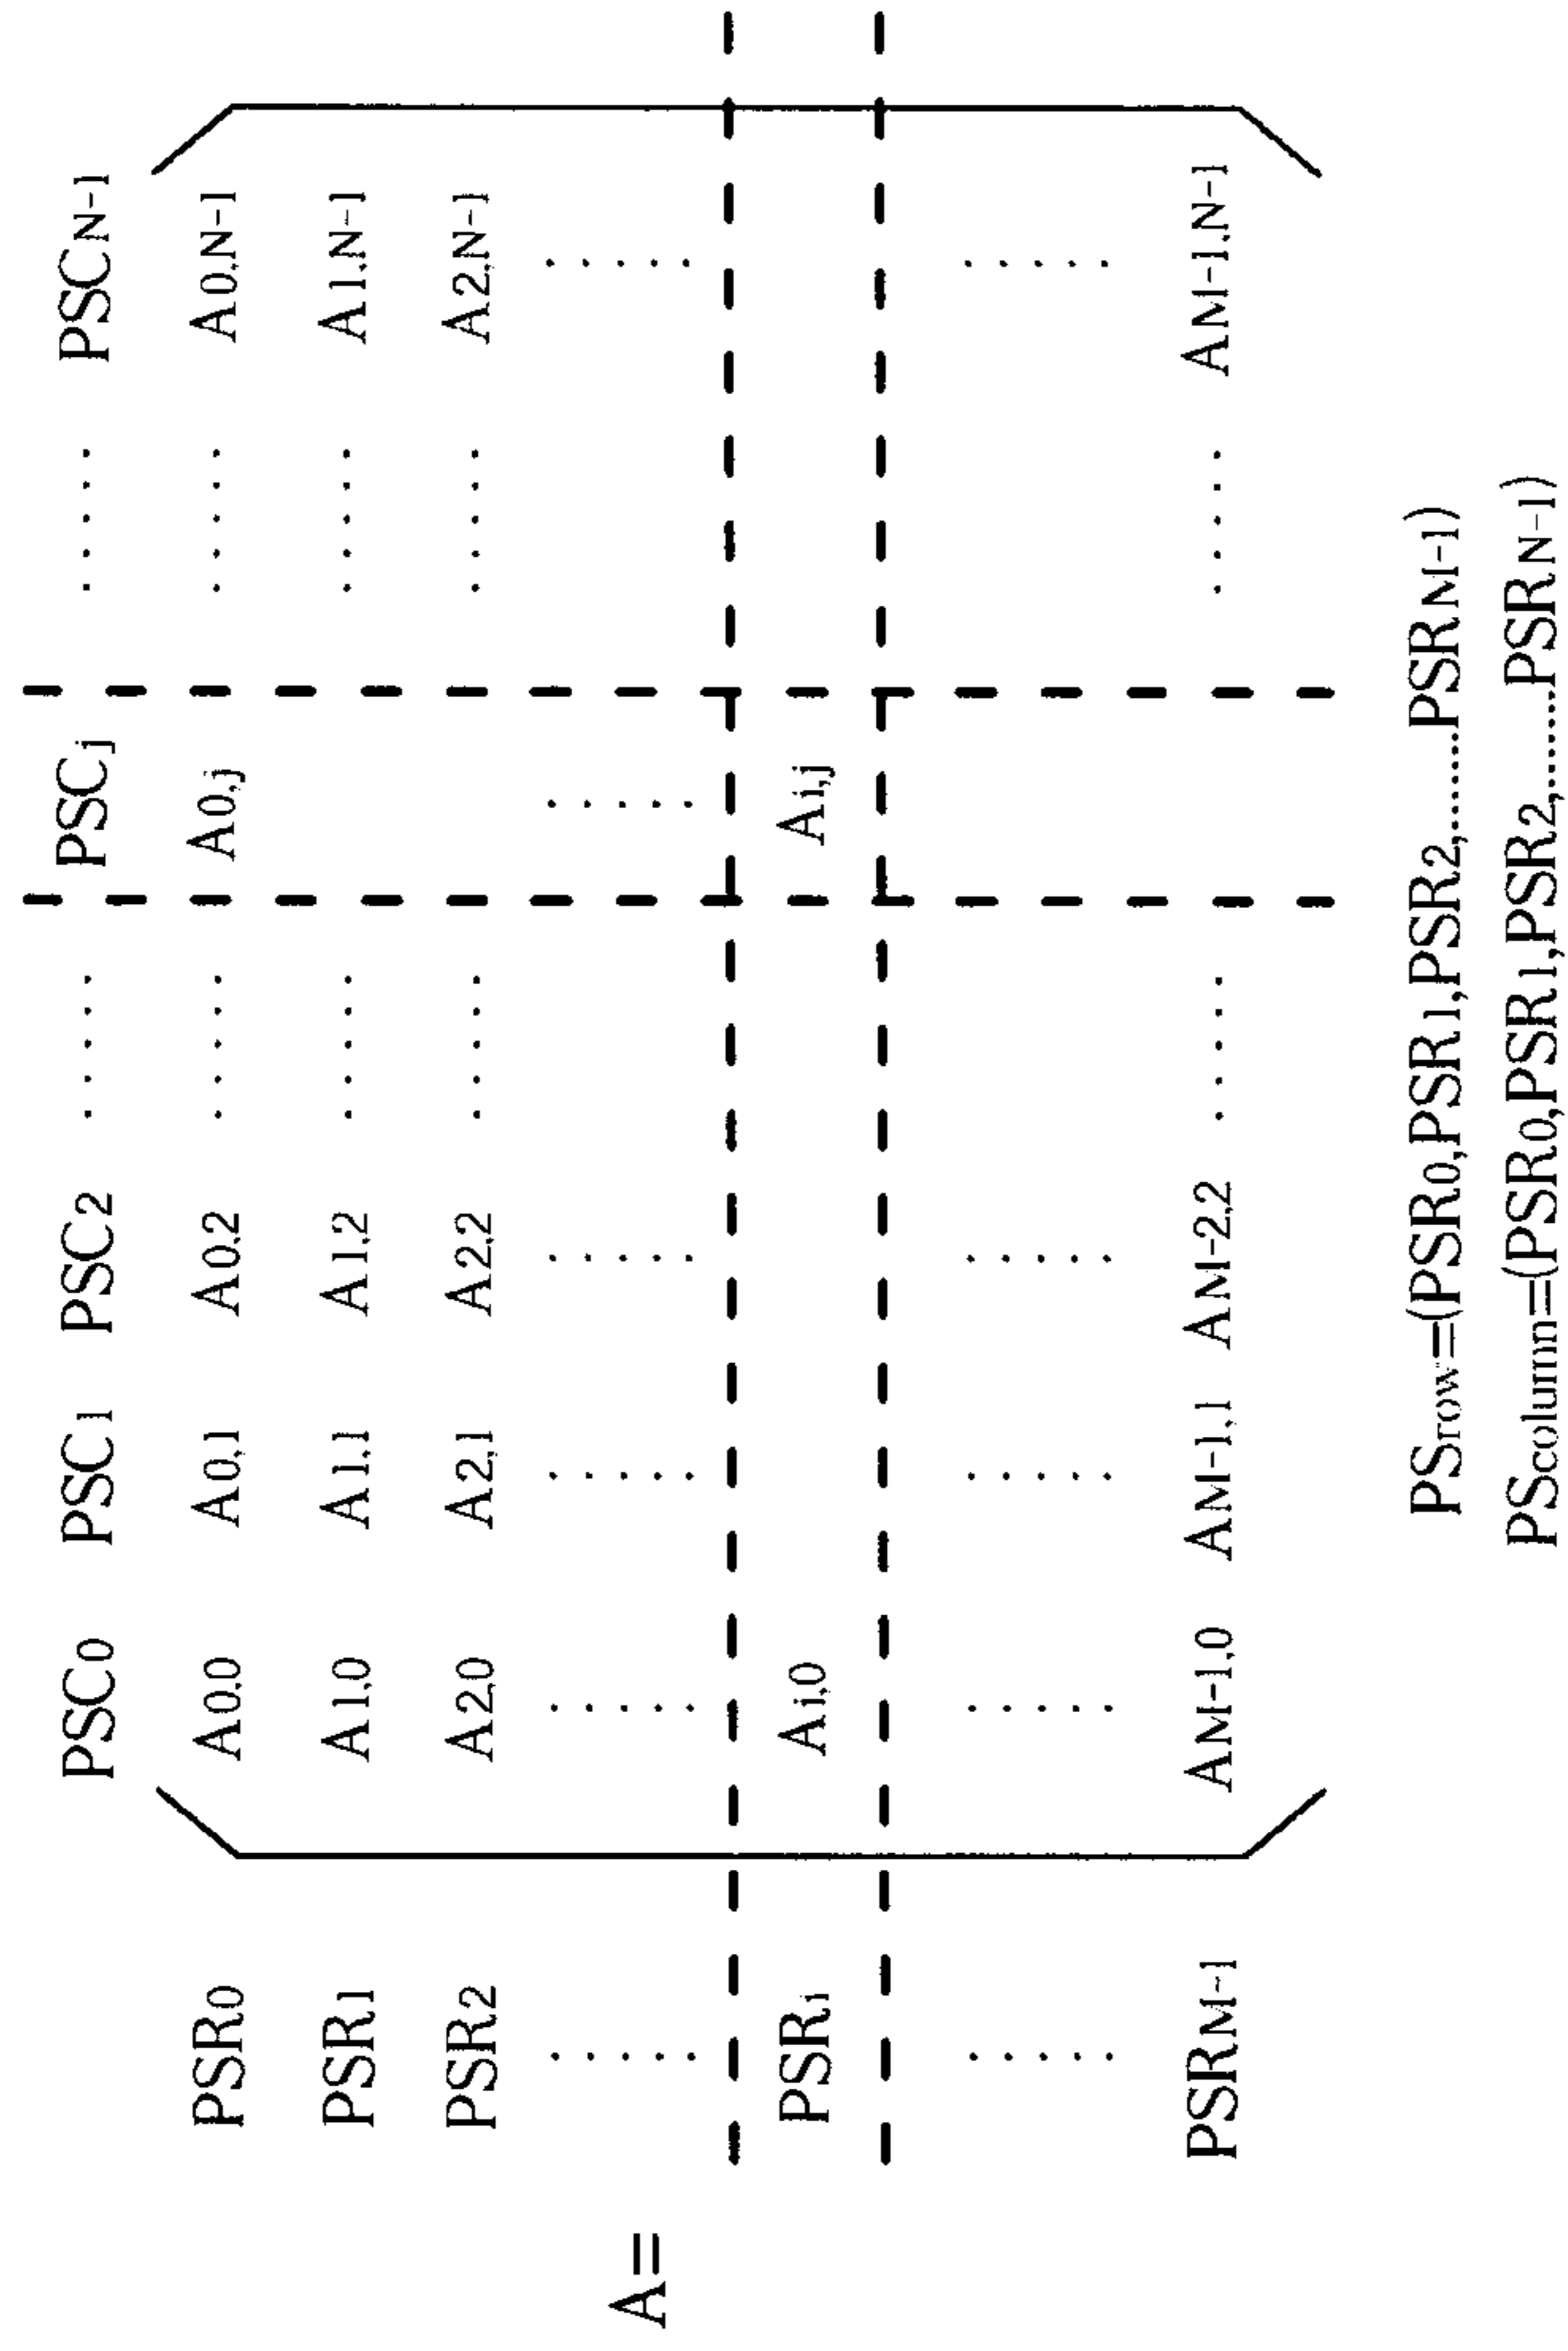 PSC0 PSC1 PSC2 ..... PSCj ..... PSCN-1
PSR0 A0,0 A0,1 A0,2 ..... A0,j ..... A0,N-1
PSR1 A1,0 A1,1 A1,2 ..... ..... A1,N-1
PSR2 A2,0 A2,1 A2,2 ..... ..... A2,N-1
A=
PSRi Ai,0 Ai,j
PSRM-1 AM-1,0 AM-1,1 AM-2,2 ..... ..... AM-1,N-1
PSrow=(PSR0,PSR1,PSR2,........PSRM-1)
PScolumn=(PSR0,PSR1,PSR2,.......PSRN-1)